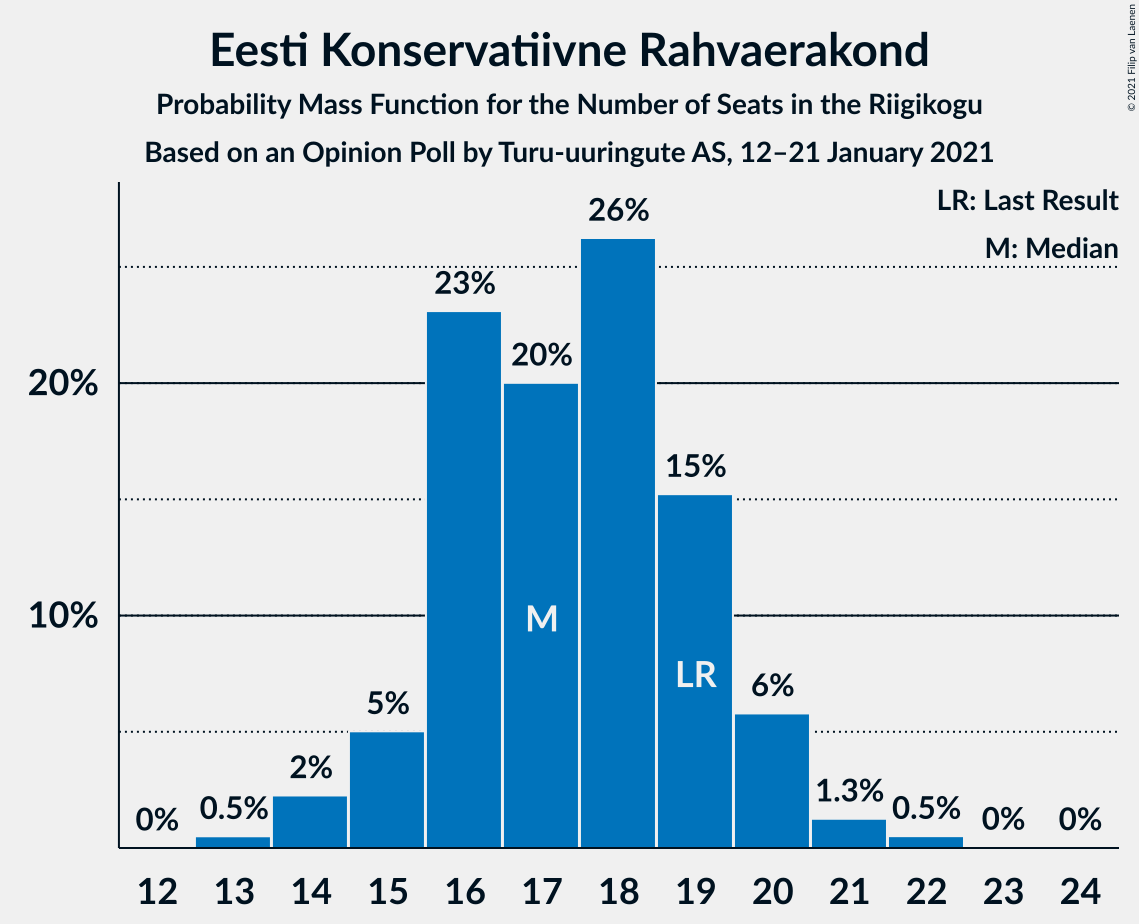 Eesti Konservatiivne Rahvaerakond
Probability Mass Function for the Number of Seats in the Riigikogu
Based on an Opinion Poll by Turu-uuringute AS, 12–21 January 2021
© 2021 Filip van Laenen
LR: Last Result
M: Median
26%
23%
20%
20%
15%
10%
M
LR
6%
5%
2%
1.3%
0.5%
0.5%
0%
0%
0%
12 13 14 15 16 17 18 19 20 21 22 23 24